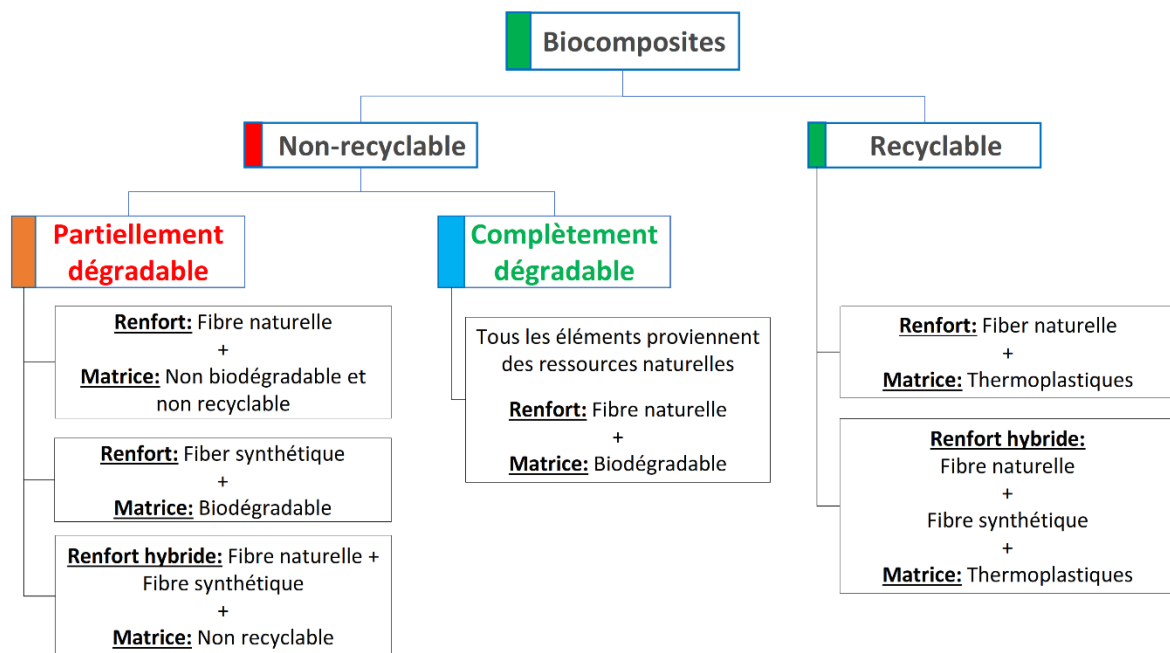 Biocomposites
Non-recyclable
Recyclable
Partiellement
dégradable
Complètement
dégradable
Renfort: Fibre naturelle
+
Matrice: Non biodégradable et
non recyclable
Renfort: Fiber synthétique
+
Matrice: Biodégradable
Renfort hybride: Fibre naturelle +
Fibre synthétique
+
Matrice: Non recyclable
Tous les éléments proviennent
des ressources naturelles
Renfort: Fibre naturelle
+
Matrice: Biodégradable
Renfort: Fiber naturelle
+
Matrice: Thermoplastiques
Renfort hybride:
Fibre naturelle
+
Fibre synthétique
+
Matrice: Thermoplastiques